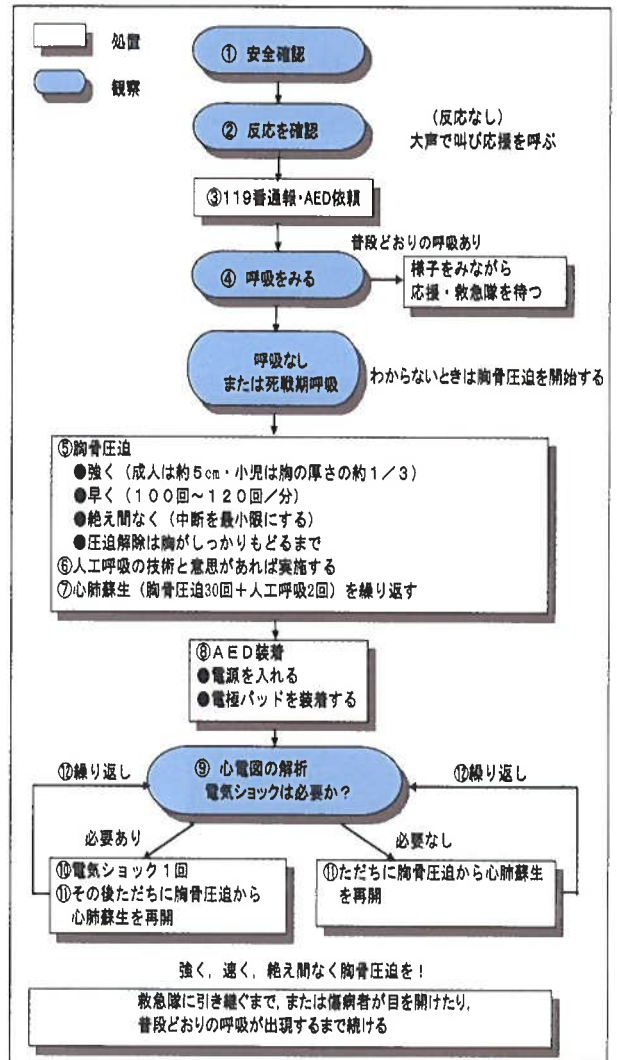 処置
観察
① 安全確認
② 反応を確認
(反応なし)
大声で叫び応援を呼ぶ
③119番通報・AED依頼
④ 呼吸をみる
普段どおりの呼吸あり
様子をみながら
応援・救急隊を待つ
呼吸なし
または死戦期呼吸
わからないときは胸骨圧迫を開始する
⑤胸骨圧迫
●強く(成人は約5cm・小児は胸の厚さの約1/3)
●早く(100回~120回/分)
●絶え間なく(中断を最小限にする)
●圧迫解除は胸がしっかりもどるまで
⑥人工呼吸の技術と意思があれば実施する
⑦心肺蘇生(胸骨圧迫30回+人工呼吸2回)を繰り返す
⑧AED装着
●電源を入れる
●電極パッドを装着する
⑨ 心電図の解析
電気ショックは必要か?
⑫繰り返し
⑫繰り返し
必要あり
必要なし
⑩電気ショック1回
⑪その後ただちに胸骨圧迫から
心肺蘇生を再開
⑪ただちに胸骨圧迫から心肺蘇生
を再開
強く,速く,絶え間なく胸骨圧迫を!
救急隊に引き継ぐまで,または傷病者が目を開けたり,
普段どおりの呼吸が出現するまで続ける